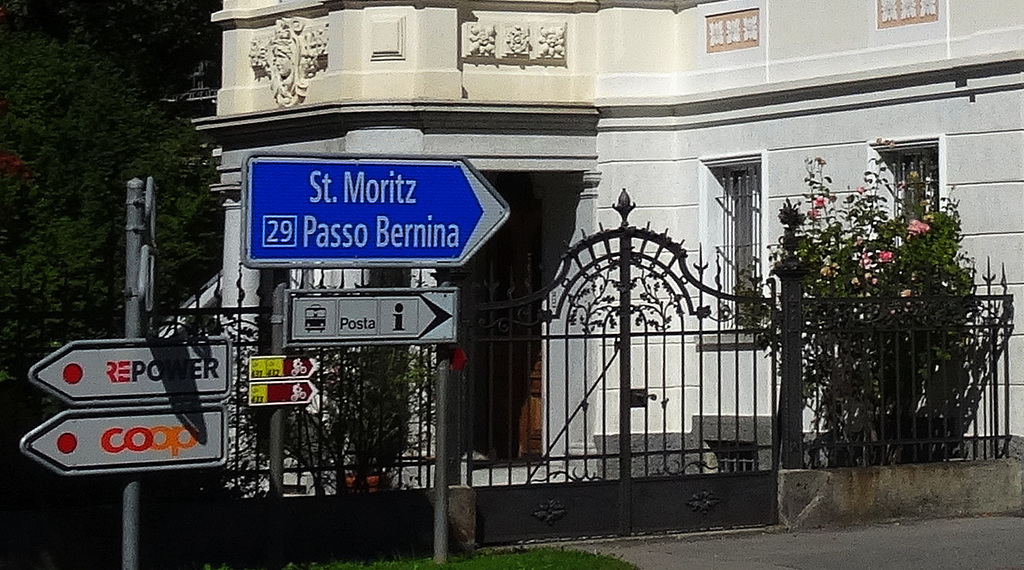 St. Moritz
29 Passo Bernina
Posta i
REPOWER
coop